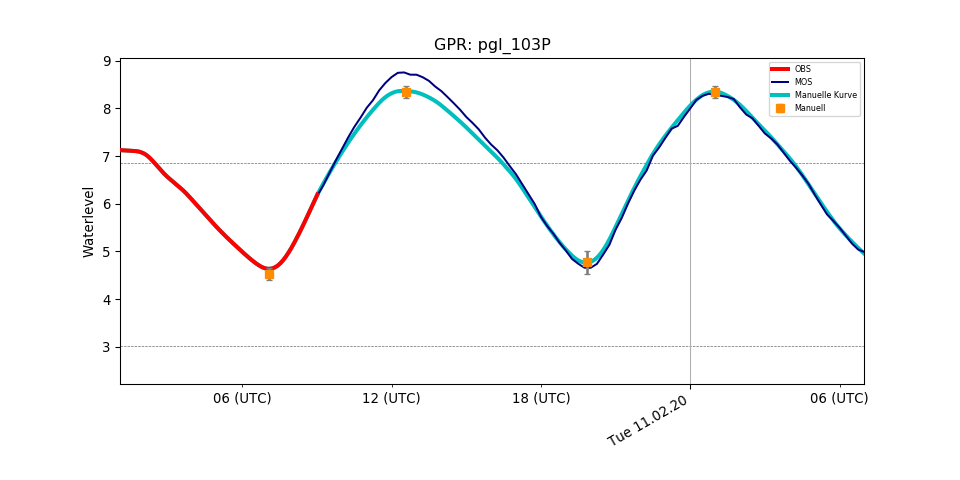 GPR: pgl_103P
9
8
7
6
5
4
3
Waterlevel
OBS
MOS
Manuelle Kurve
Manuell
06 (UTC)
12 (UTC)
18 (UTC)
Tue 11.02.20
06 (UTC)